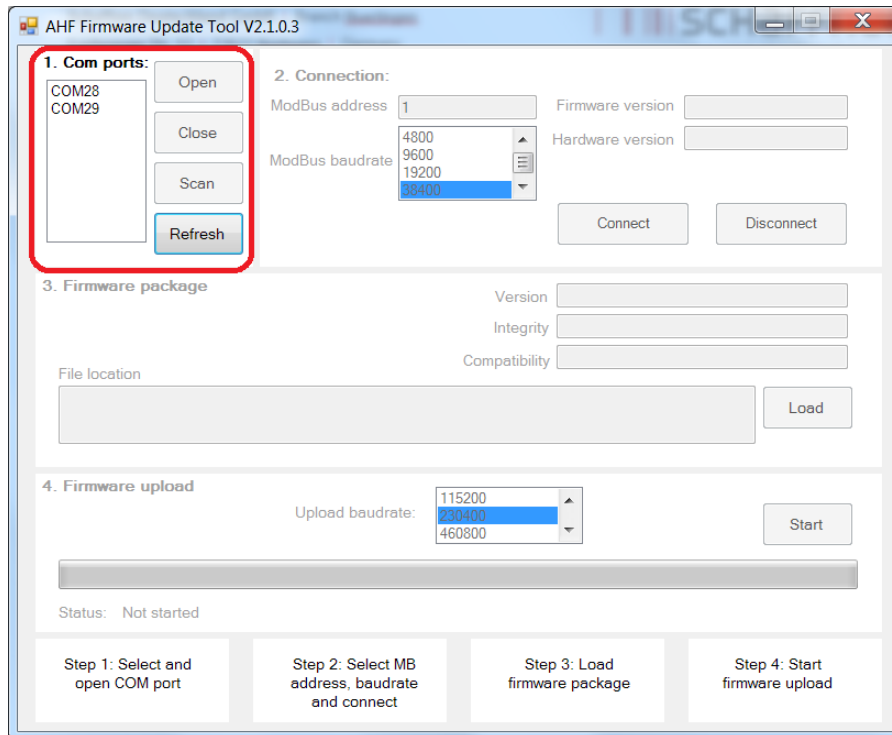 AHF Firmware Update Tool V2.1.0.3
1. Com ports:
COM28
COM29
Open
Close
Scan
Refresh
2. Connection:
ModBus address
1
ModBus baudrate
4800
9600
19200
38400
Firmware version
Hardware version
Connect
Disconnect
3. Firmware package
Version
Integrity
Compatibility
File location
Load
4. Firmware upload
Upload baudrate:
115200
230400
460800
Start
Status: Not started
Step 1: Select and
open COM port
Step 2: Select MB
address, baudrate
and connect
Step 3: Load
firmware package
Step 4: Start
firmware upload